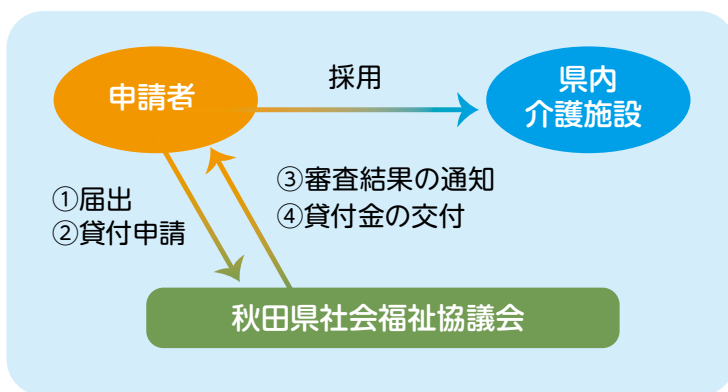 申請者
採用
県内
介護施設
①届出
②貸付申請
③審査結果の通知
④貸付金の交付
秋田県社会福祉協議会